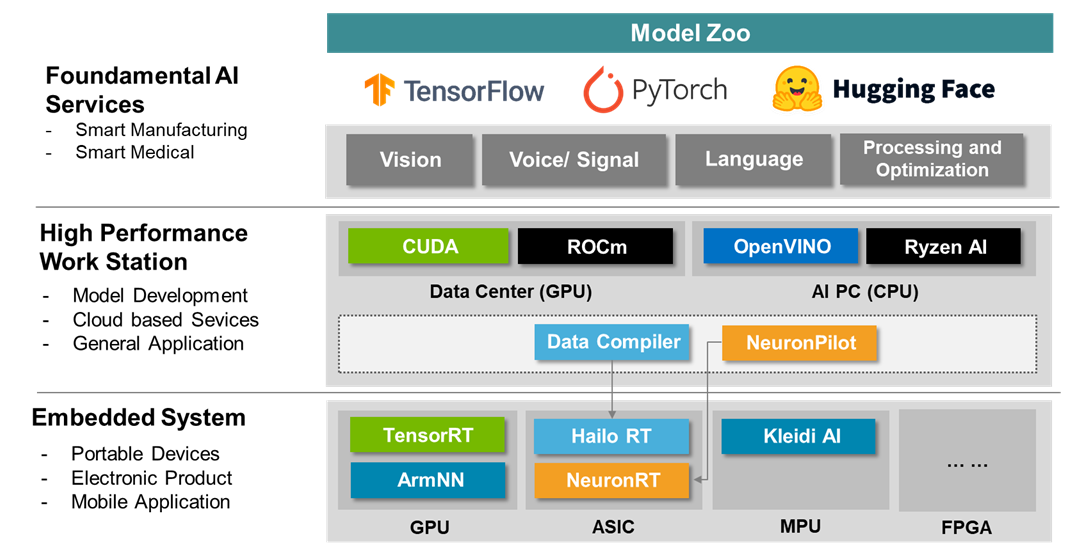 Model Zoo
Foundamental AI
Services
- Smart Manufacturing
- Smart Medical
TensorFlow
PyTorch
Hugging Face
Vision
Voice/ Signal
Language
Processing and
Optimization
High Performance
Work Station
- Model Development
- Cloud based Sevices
- General Application
CUDA
ROCm
OpenVINO
Ryzen AI
Data Center (GPU)
AI PC (CPU)
Data Compiler
NeuronPilot
Embedded System
- Portable Devices
- Electronic Product
- Mobile Application
TensorRT
Hailo RT
Kleidi AI
... ...
ArmNN
NeuronRT
GPU
ASIC
MPU
FPGA